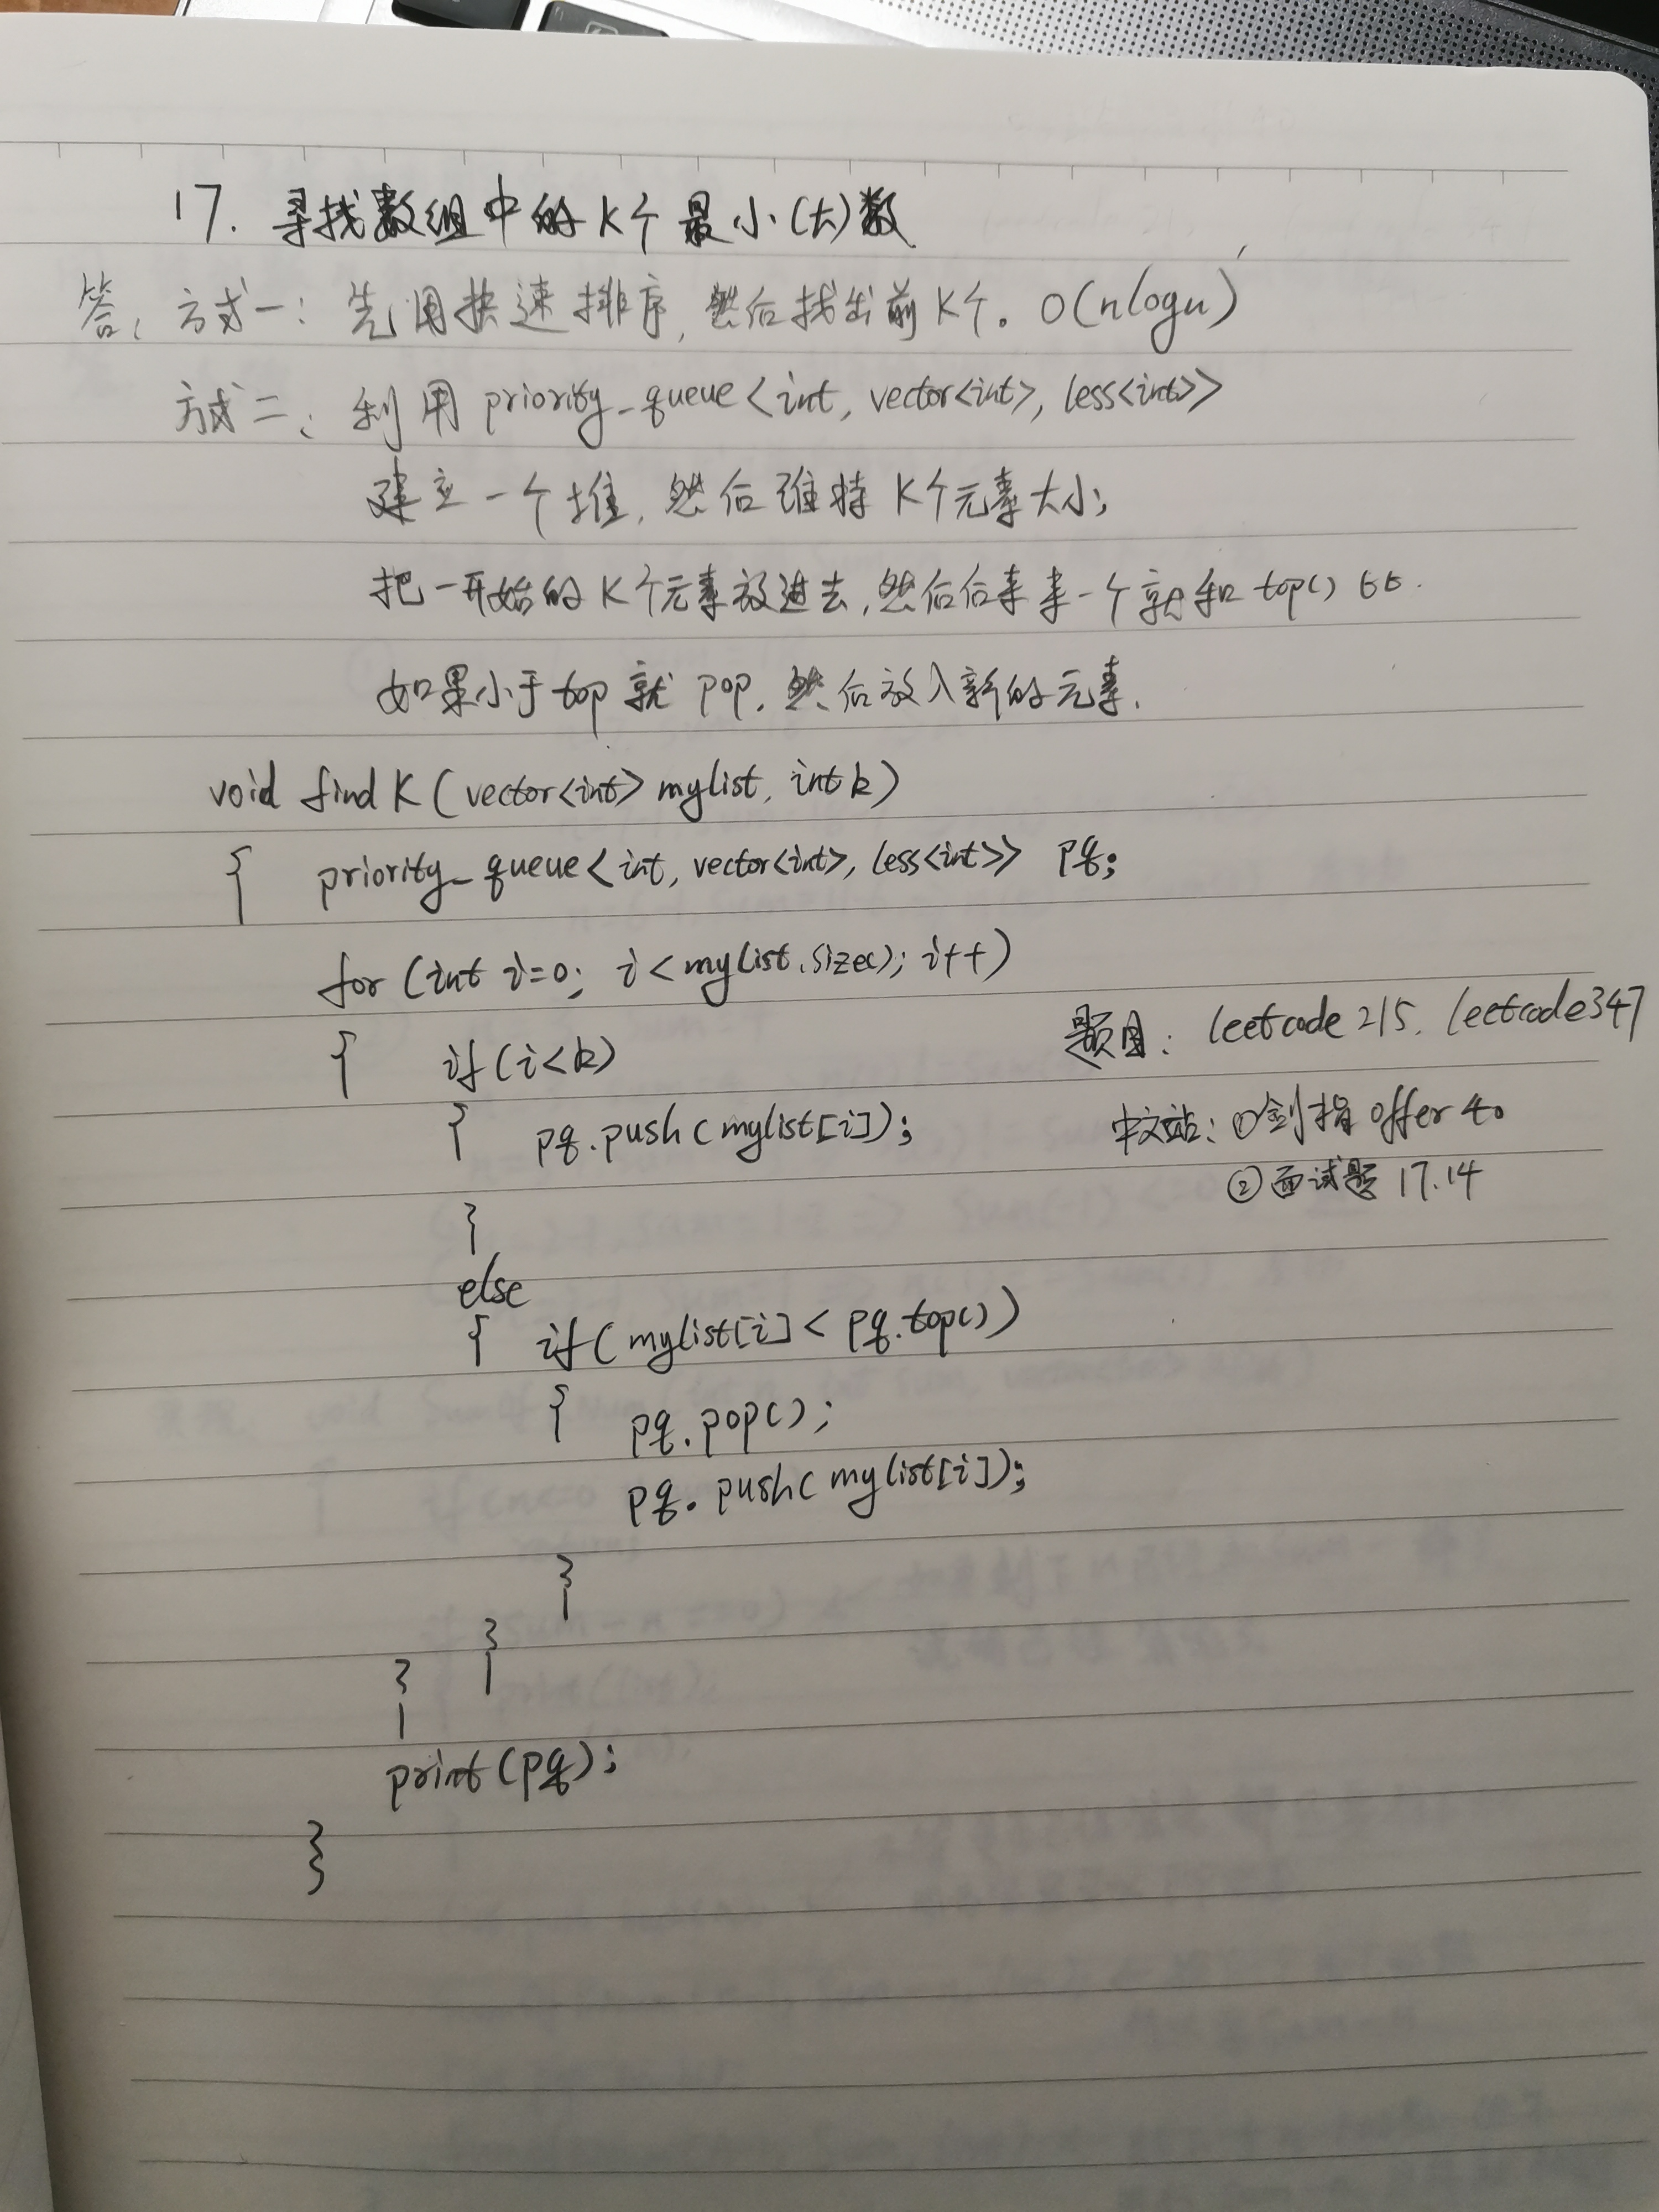 17. 寻找数组中的K个最小(大)数
答、方式一: 先用快速排序, 然后找出前K个。O(nlogn)
方式二、利用 priority_queue<int, vector<int>, less<int>>
建立一个堆, 然后维持K个元素大小;
把一开始的K个元素放进去, 然后后来来一个就和top()比.
如果小于top就pop, 然后放入新的元素.
void findK(vector<int> mylist, int k)
{ priority_queue<int, vector<int>, less<int>> pq;
for (int i=0; i<mylist.size(); i++)
{ if (i<k)
{ pq.push(mylist[i]);
}
else
{ if (mylist[i] < pq.top())
{ pq.pop();
pq.push(mylist[i]);
}
}
}
print(pq);
}
题目: leetcode 215. leetcode347
中文站: ①剑指offer 40
②面试题 17.14